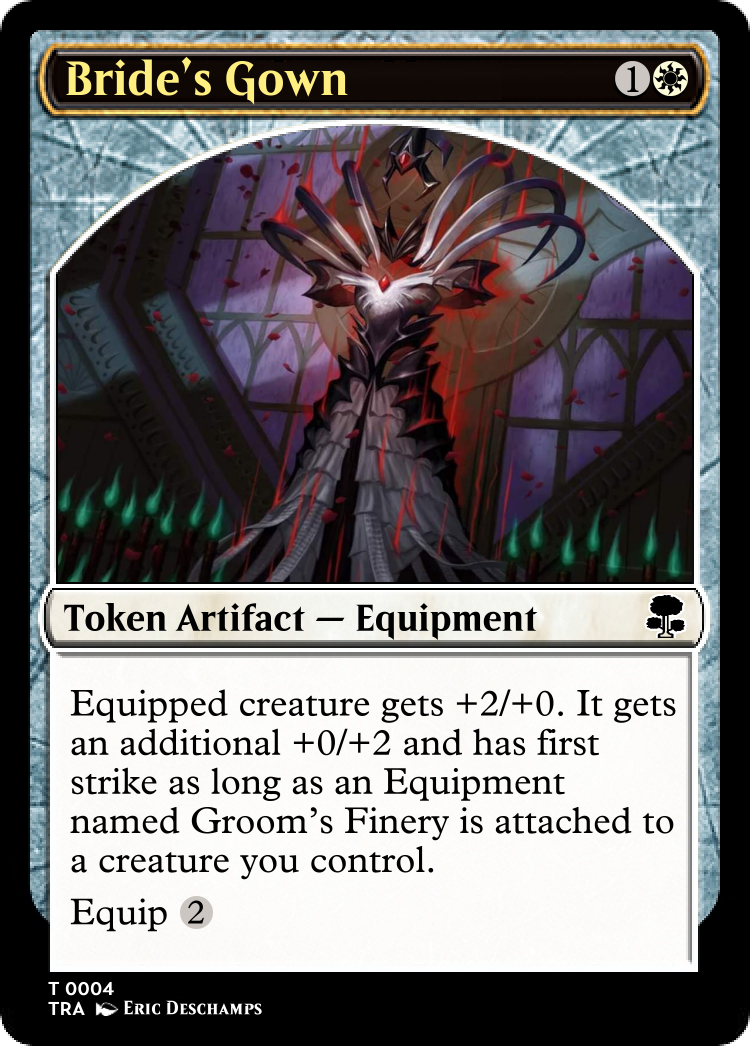 Bride's Gown 1
Token Artifact — Equipment
Equipped creature gets +2/+0. It gets
an additional +0/+2 and has first
strike as long as an Equipment
named Groom's Finery is attached to
a creature you control.
Equip 2
T 0004
TRA Eric Deschamps